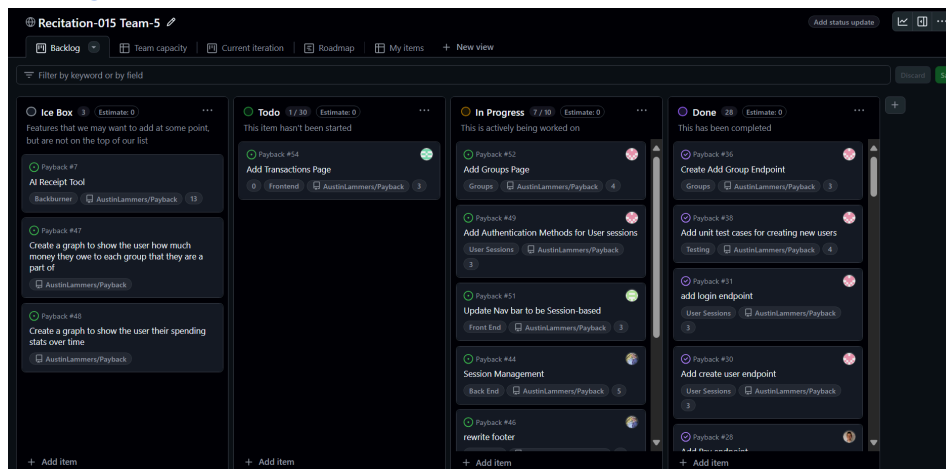 Recitation-015 Team-5
Add status update
Backlog
Team capacity
Current iteration
Roadmap
My items
+ New view
Filter by keyword or by field
Discard
Ice Box 3 Estimate: 0
Features that we may want to add at some point,
but are not on the top of our list
Payback #7
AI Receipt Tool
Backburner AustinLammers/Payback 13
Payback #47
Create a graph to show the user how much
money they owe to each group that they are a
part of
AustinLammers/Payback
Payback #48
Create a graph to show the user their spending
stats over time
AustinLammers/Payback
+ Add item
Todo 1 / 30 Estimate: 0
This item hasn't been started
Payback #54
Add Transactions Page
0 Frontend AustinLammers/Payback 3
+ Add item
In Progress 7 / 10 Estimate: 0
This is actively being worked on
Payback #52
Add Groups Page
Groups AustinLammers/Payback 4
Payback #49
Add Authentication Methods for User sessions
User Sessions AustinLammers/Payback
3
Payback #51
Update Nav bar to be Session-based
Front End AustinLammers/Payback 3
Payback #44
Session Management
Back End AustinLammers/Payback 5
Payback #46
rewrite footer
+ Add item
Done 28 Estimate: 0
This has been completed
Payback #36
Create Add Group Endpoint
Groups AustinLammers/Payback 3
Payback #38
Add unit test cases for creating new users
Testing AustinLammers/Payback 4
Payback #31
add login endpoint
User Sessions AustinLammers/Payback
3
Payback #30
Add create user endpoint
User Sessions AustinLammers/Payback
3
Payback #28
+ Add item